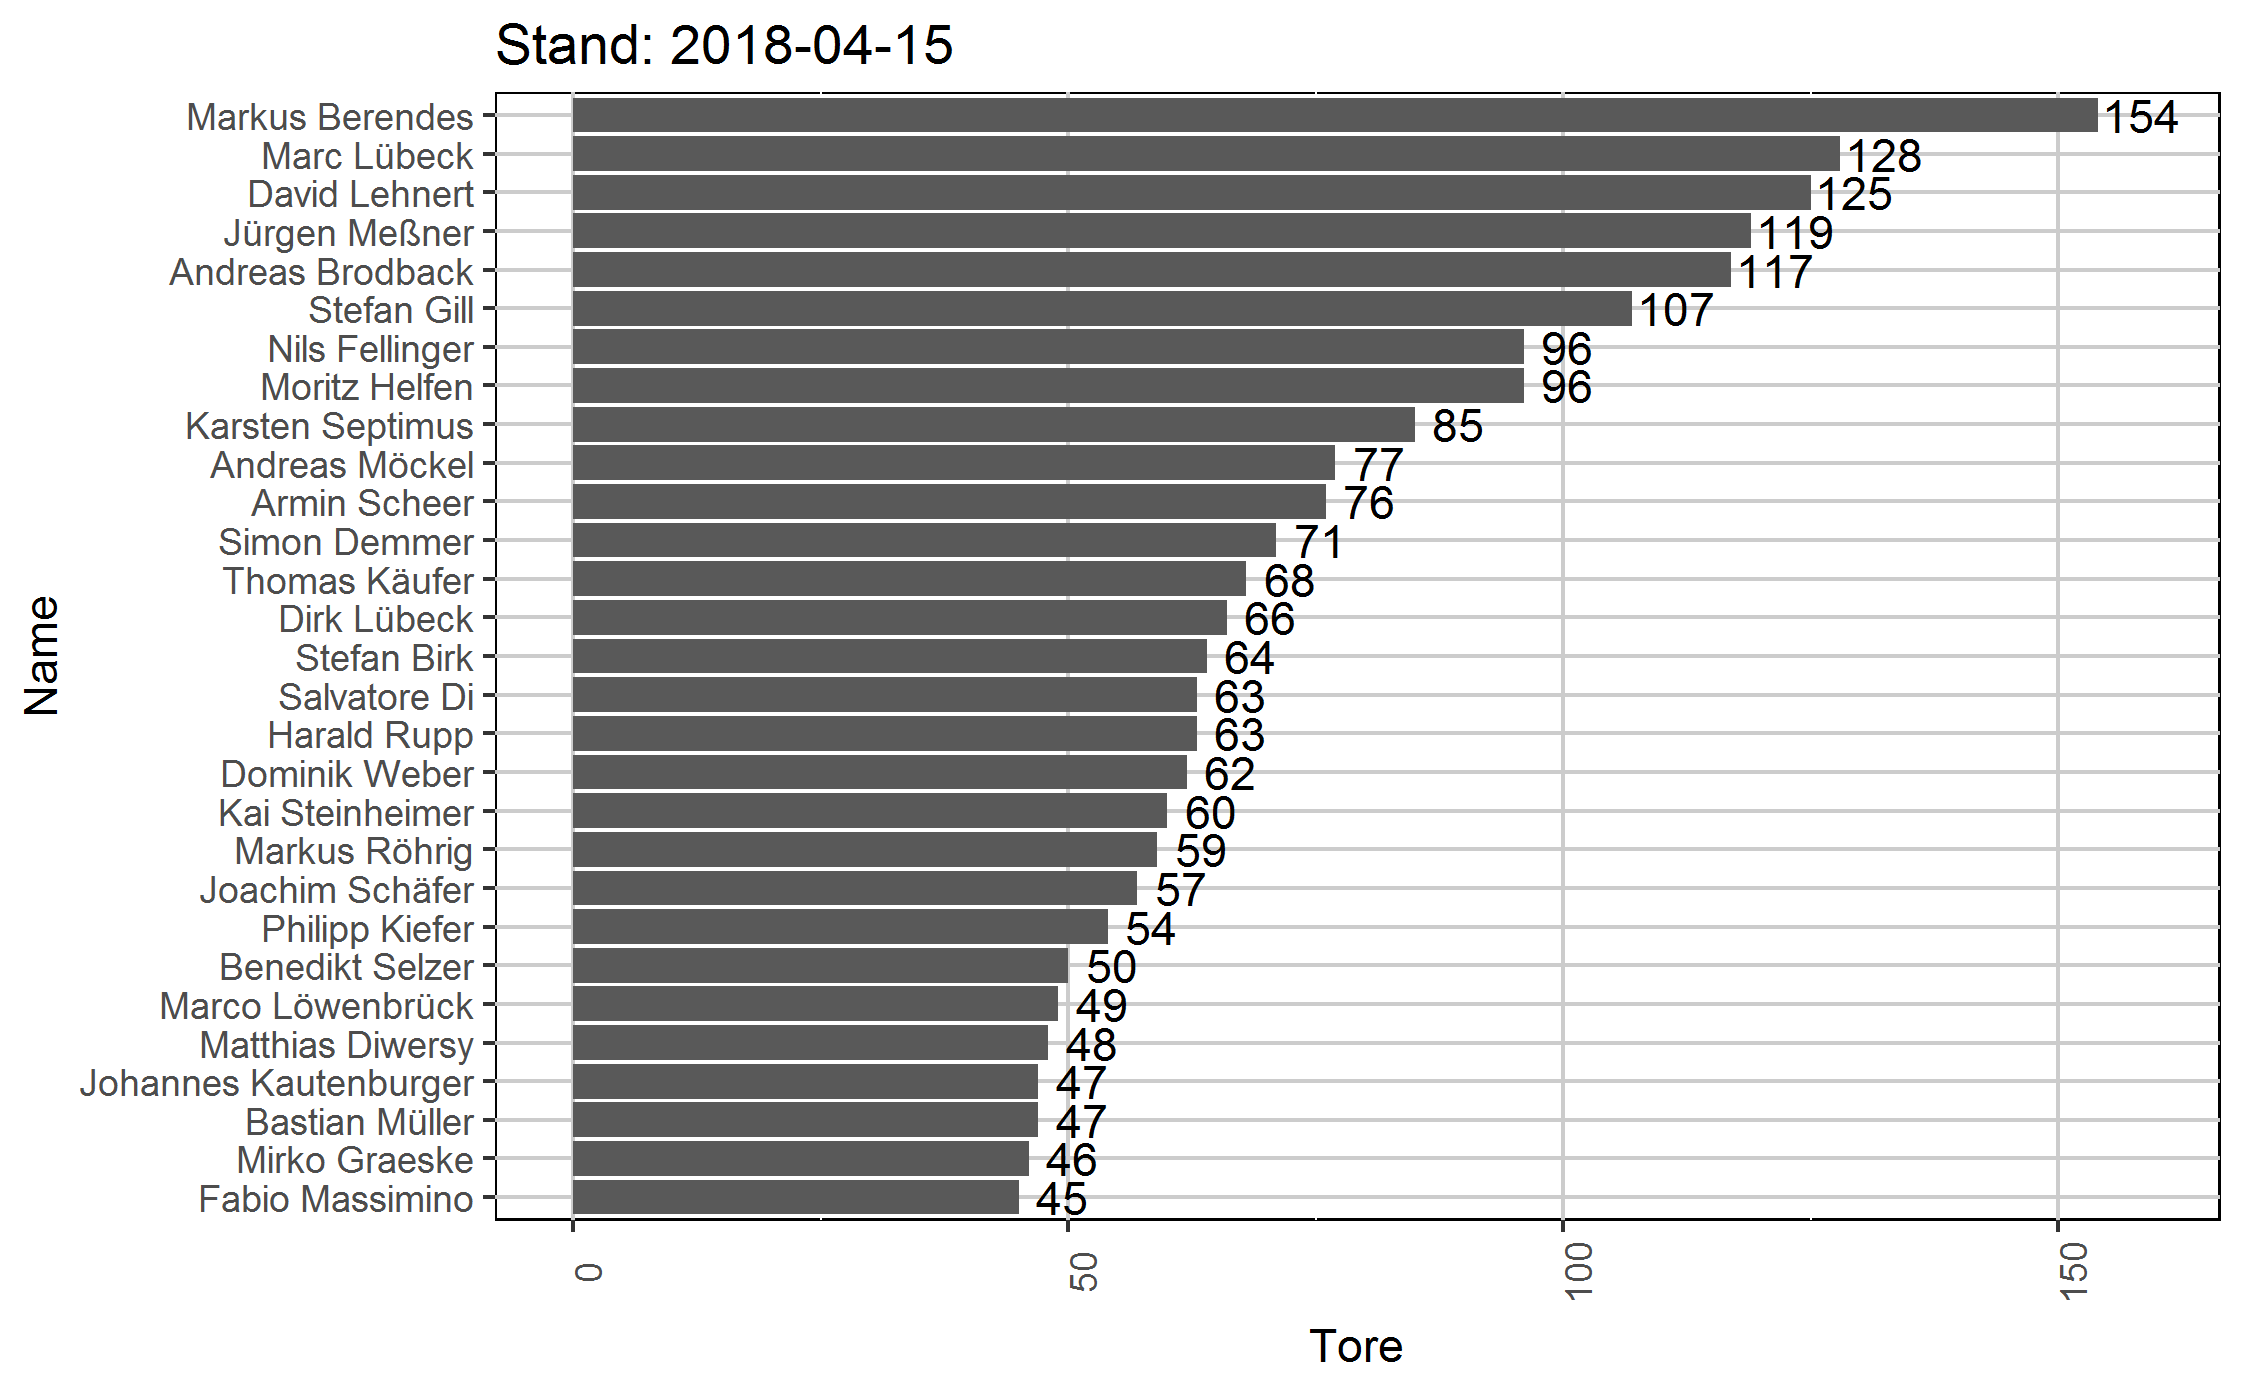 Stand: 2018-04-15
Markus Berendes 154
Marc Lübeck 128
David Lehnert 125
Jürgen Meßner 119
Andreas Brodback 117
Stefan Gill 107
Nils Fellinger 96
Moritz Helfen 96
Karsten Septimus 85
Andreas Möckel 77
Armin Scheer 76
Simon Demmer 71
Thomas Käufer 68
Dirk Lübeck 66
Stefan Birk 64
Salvatore Di 63
Harald Rupp 63
Dominik Weber 62
Kai Steinheimer 60
Markus Röhrig 59
Joachim Schäfer 57
Philipp Kiefer 54
Benedikt Selzer 50
Marco Löwenbrück 49
Matthias Diwersy 48
Johannes Kautenburger 47
Bastian Müller 47
Mirko Graeske 46
Fabio Massimino 45
Name
0 50 100 150
Tore